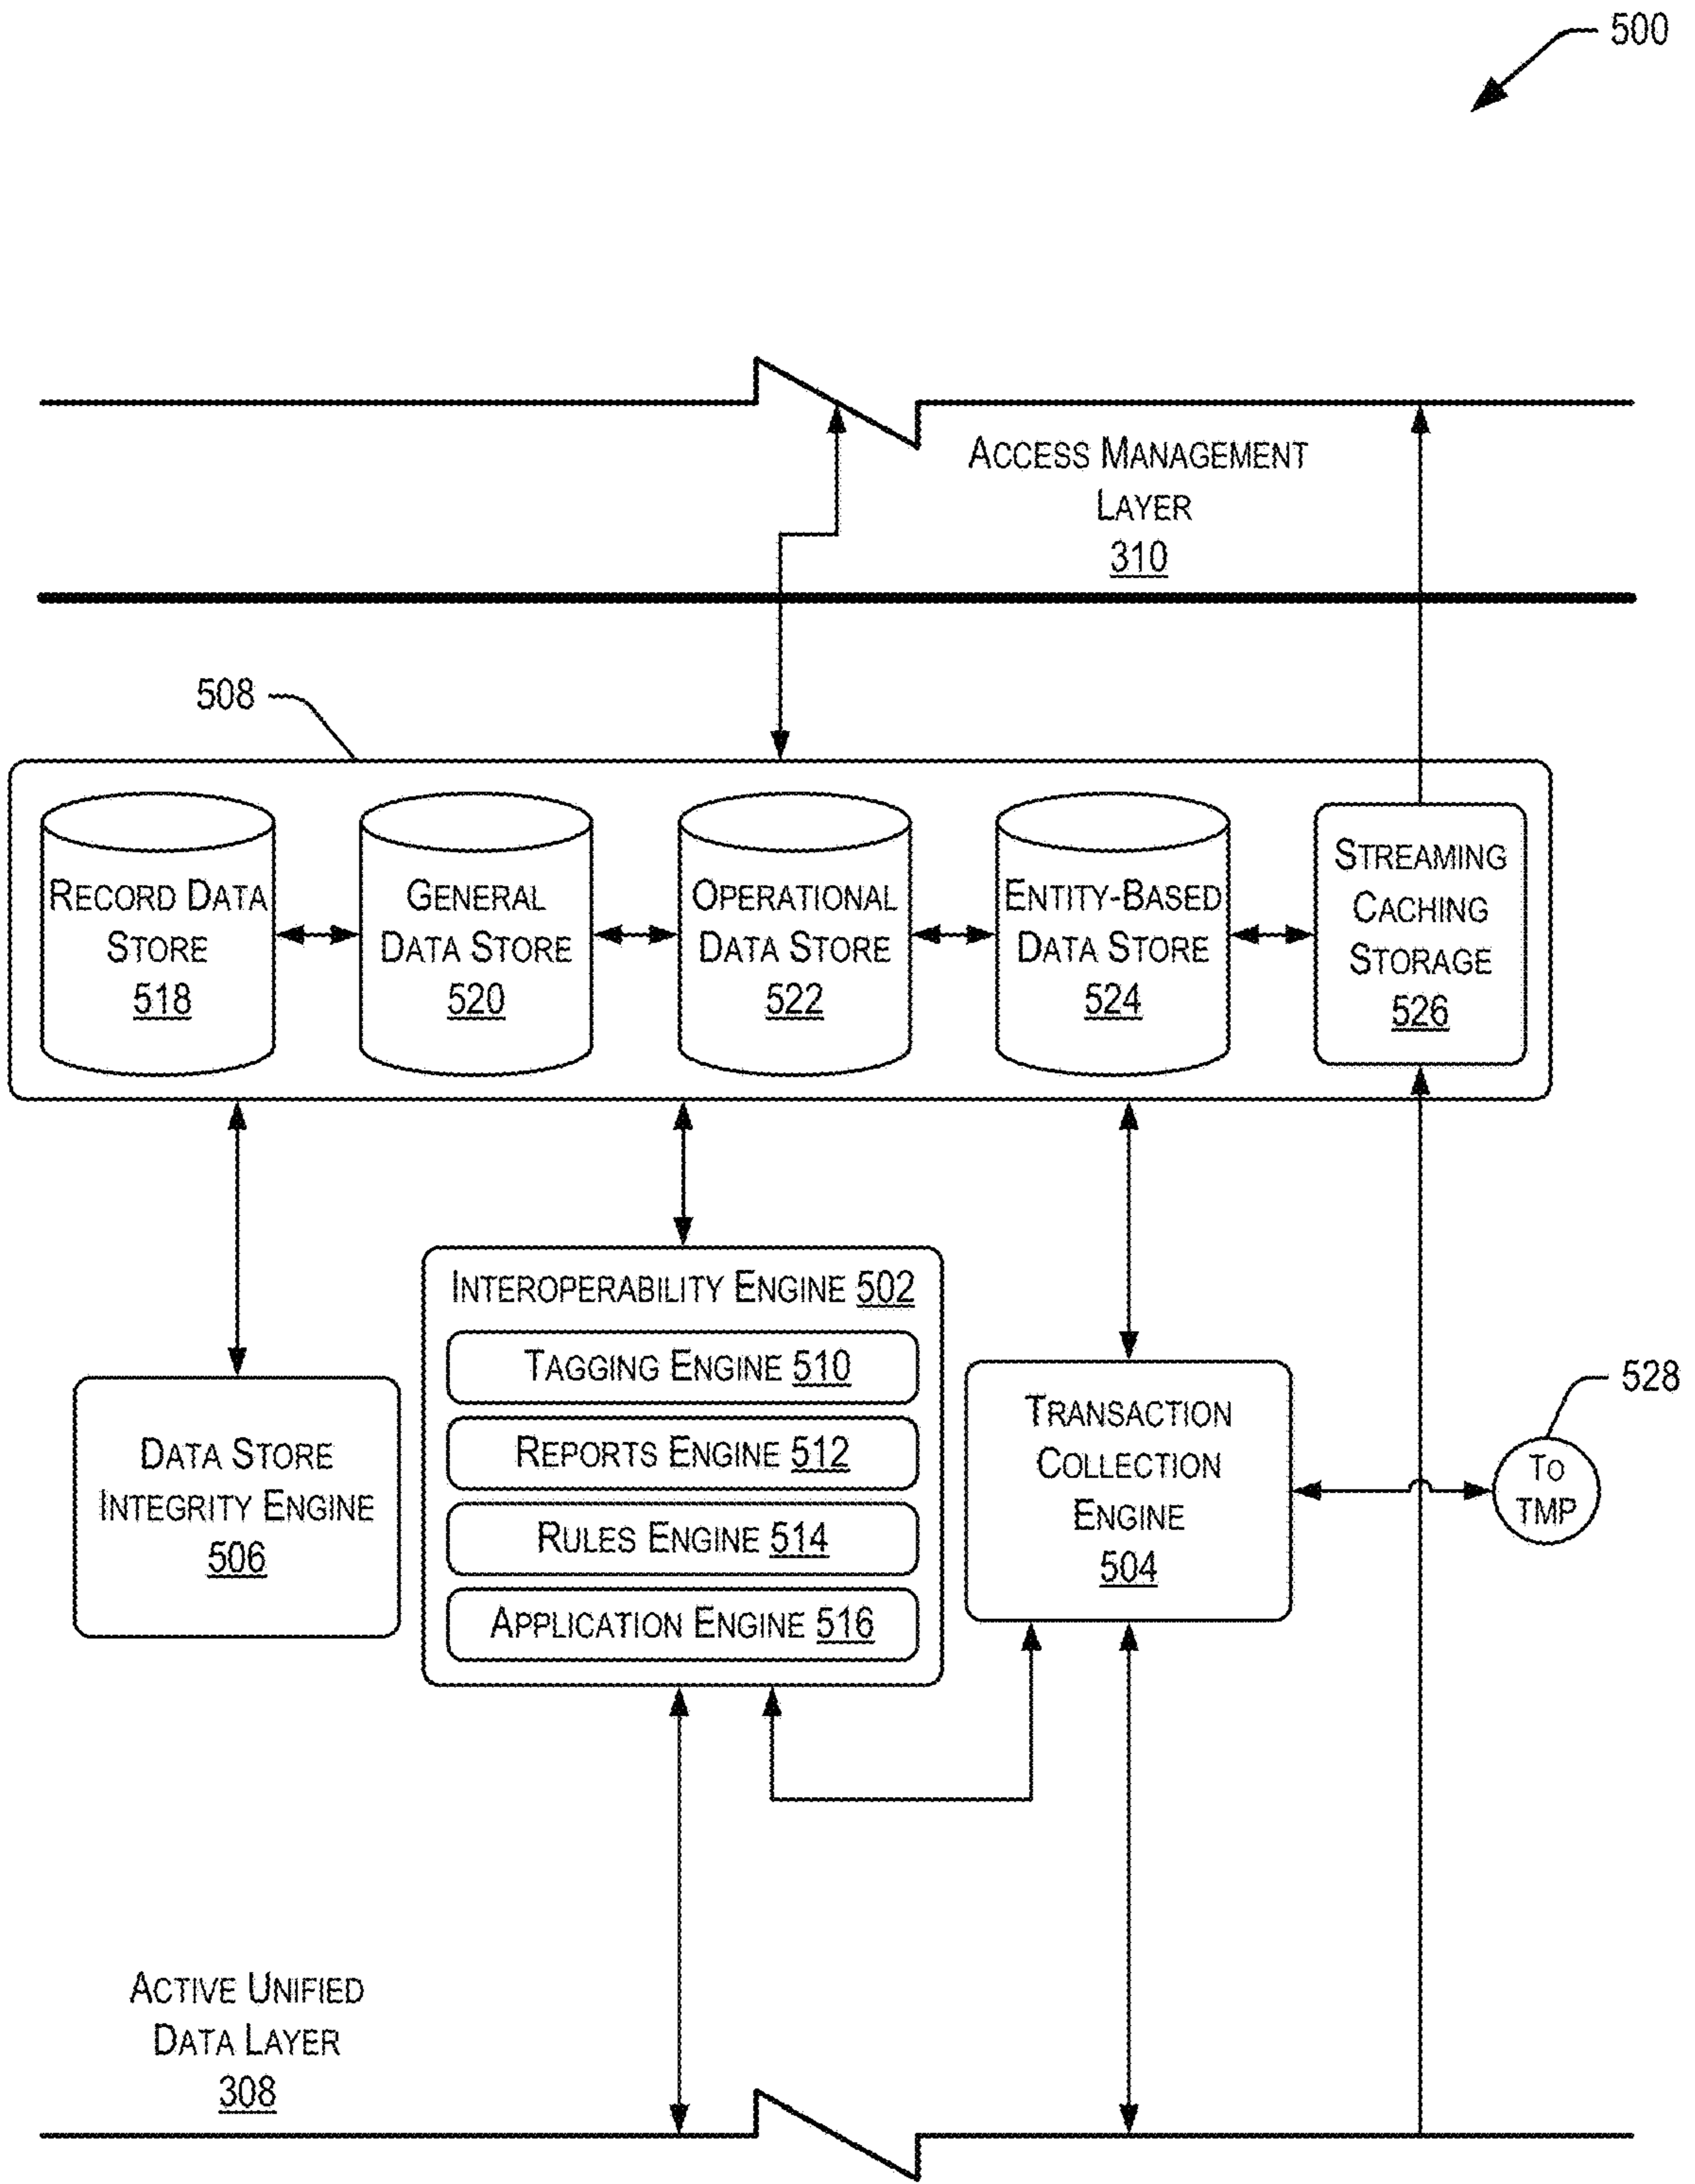 500
ACCESS MANAGEMENT
LAYER
310
508
RECORD DATA
STORE
518
GENERAL
DATA STORE
520
OPERATIONAL
DATA STORE
522
ENTITY-BASED
DATA STORE
524
STREAMING
CACHING
STORAGE
526
INTEROPERABILITY ENGINE 502
TAGGING ENGINE 510
REPORTS ENGINE 512
RULES ENGINE 514
APPLICATION ENGINE 516
DATA STORE
INTEGRITY ENGINE
506
TRANSACTION
COLLECTION
ENGINE
504
528
TO
TMP
ACTIVE UNIFIED
DATA LAYER
308